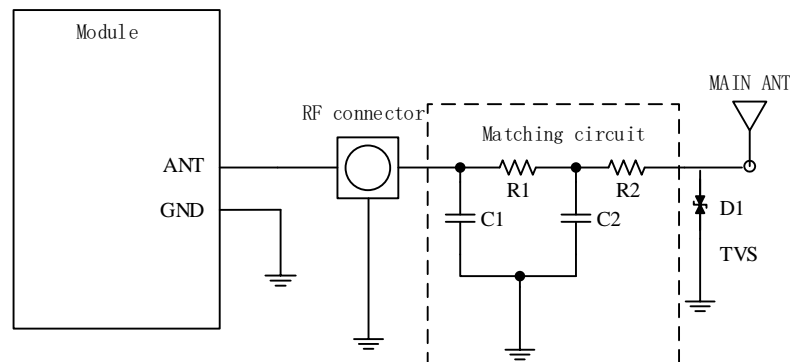 Module
MAIN ANT
RF connector
Matching circuit
ANT
R1
R2
GND
C1
C2
D1
TVS